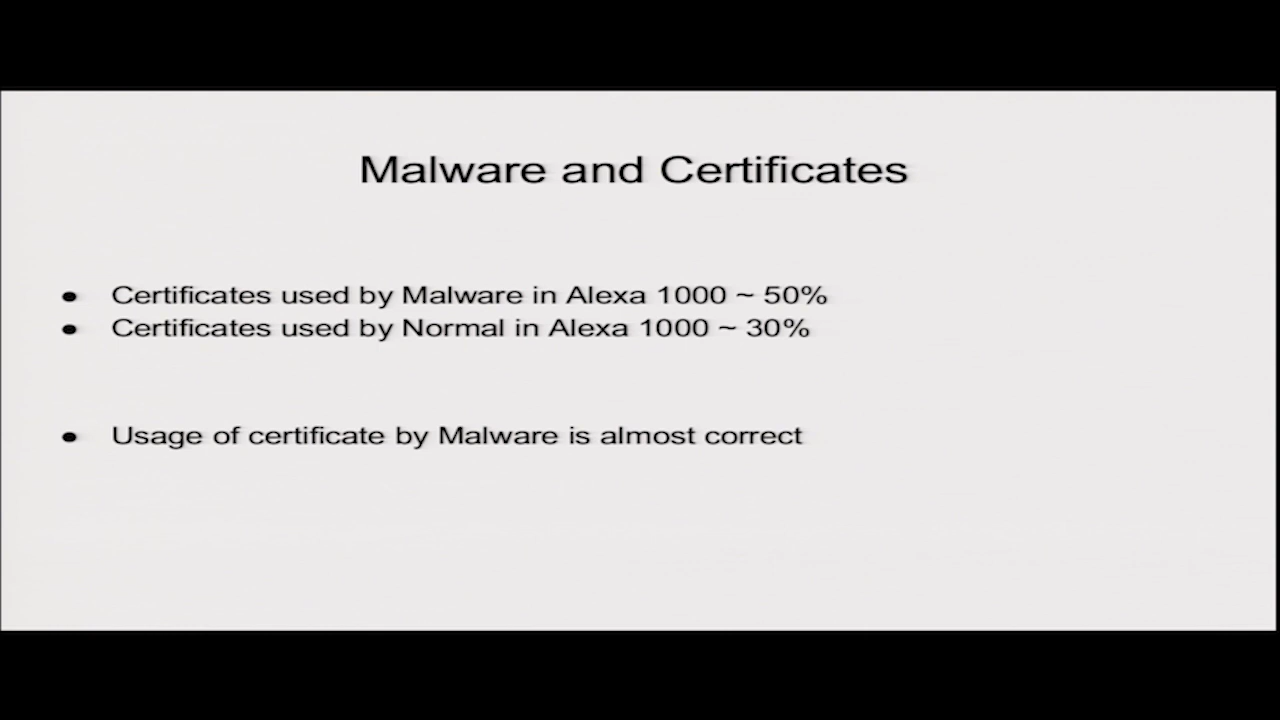 Malware and Certificates
● Certificates used by Malware in Alexa 1000 ~ 50%
● Certificates used by Normal in Alexa 1000 ~ 30%
● Usage of certificate by Malware is almost correct